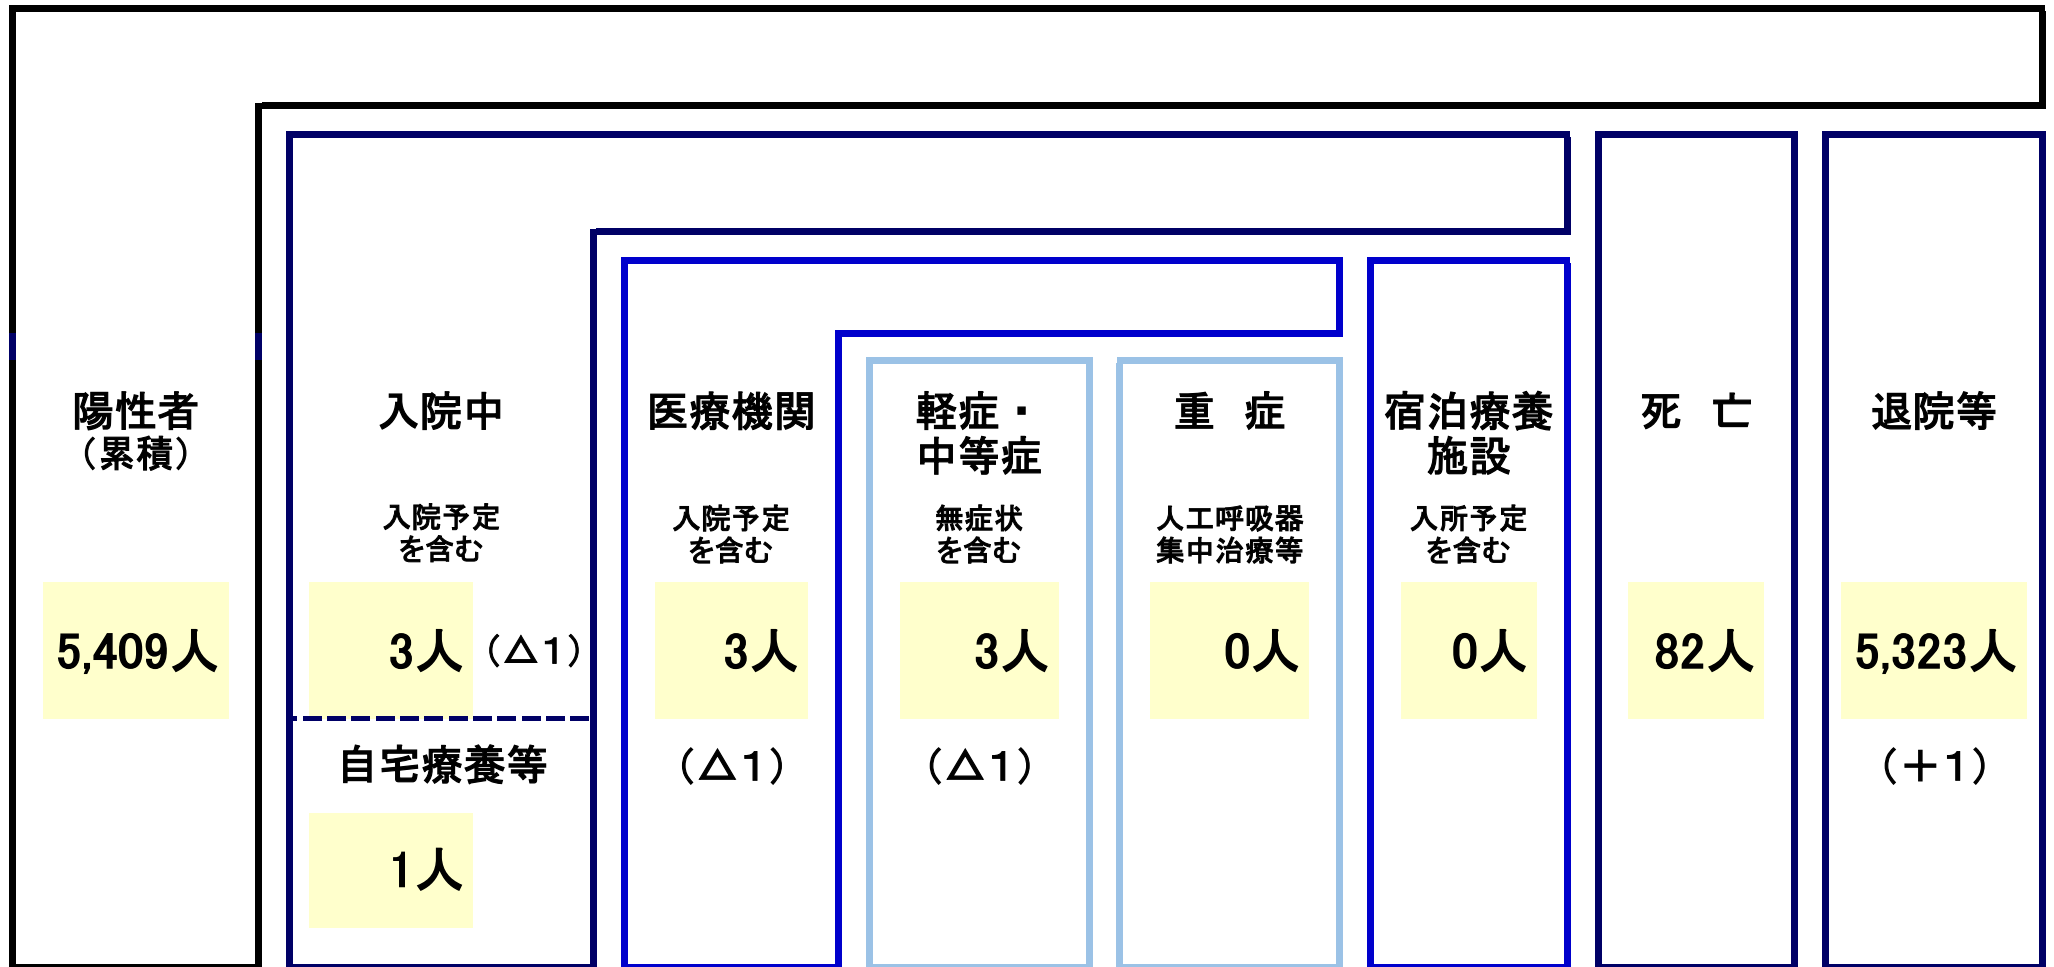 陽性者
（累積）
5,409人
入院中
入院予定
を含む
3人（△1）
自宅療養等
1人
医療機関
入院予定
を含む
3人
（△1）
軽症・
中等症
無症状
を含む
3人
（△1）
重　症
人工呼吸器
集中治療等
0人
宿泊療養
施設
入所予定
を含む
0人
死　亡
82人
退院等
5,323人
（＋1）